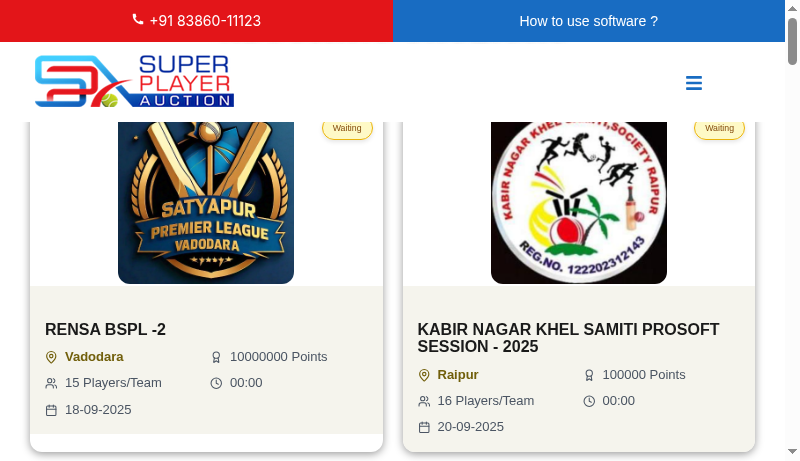 +91 83860-11123
How to use software ?
SUPER
PLAYER
AUCTION
Waiting
SATYAPUR
PREMIER LEAGUE
VADODARA
Waiting
KABIR NAGAR KHEL SAMITI,SOCIETY RAIPUR
REG.NO. 122202312143
RENSA BSPL -2
Vadodara
10000000 Points
15 Players/Team
00:00
18-09-2025
KABIR NAGAR KHEL SAMITI PROSOFT
SESSION - 2025
Raipur
100000 Points
16 Players/Team
00:00
20-09-2025